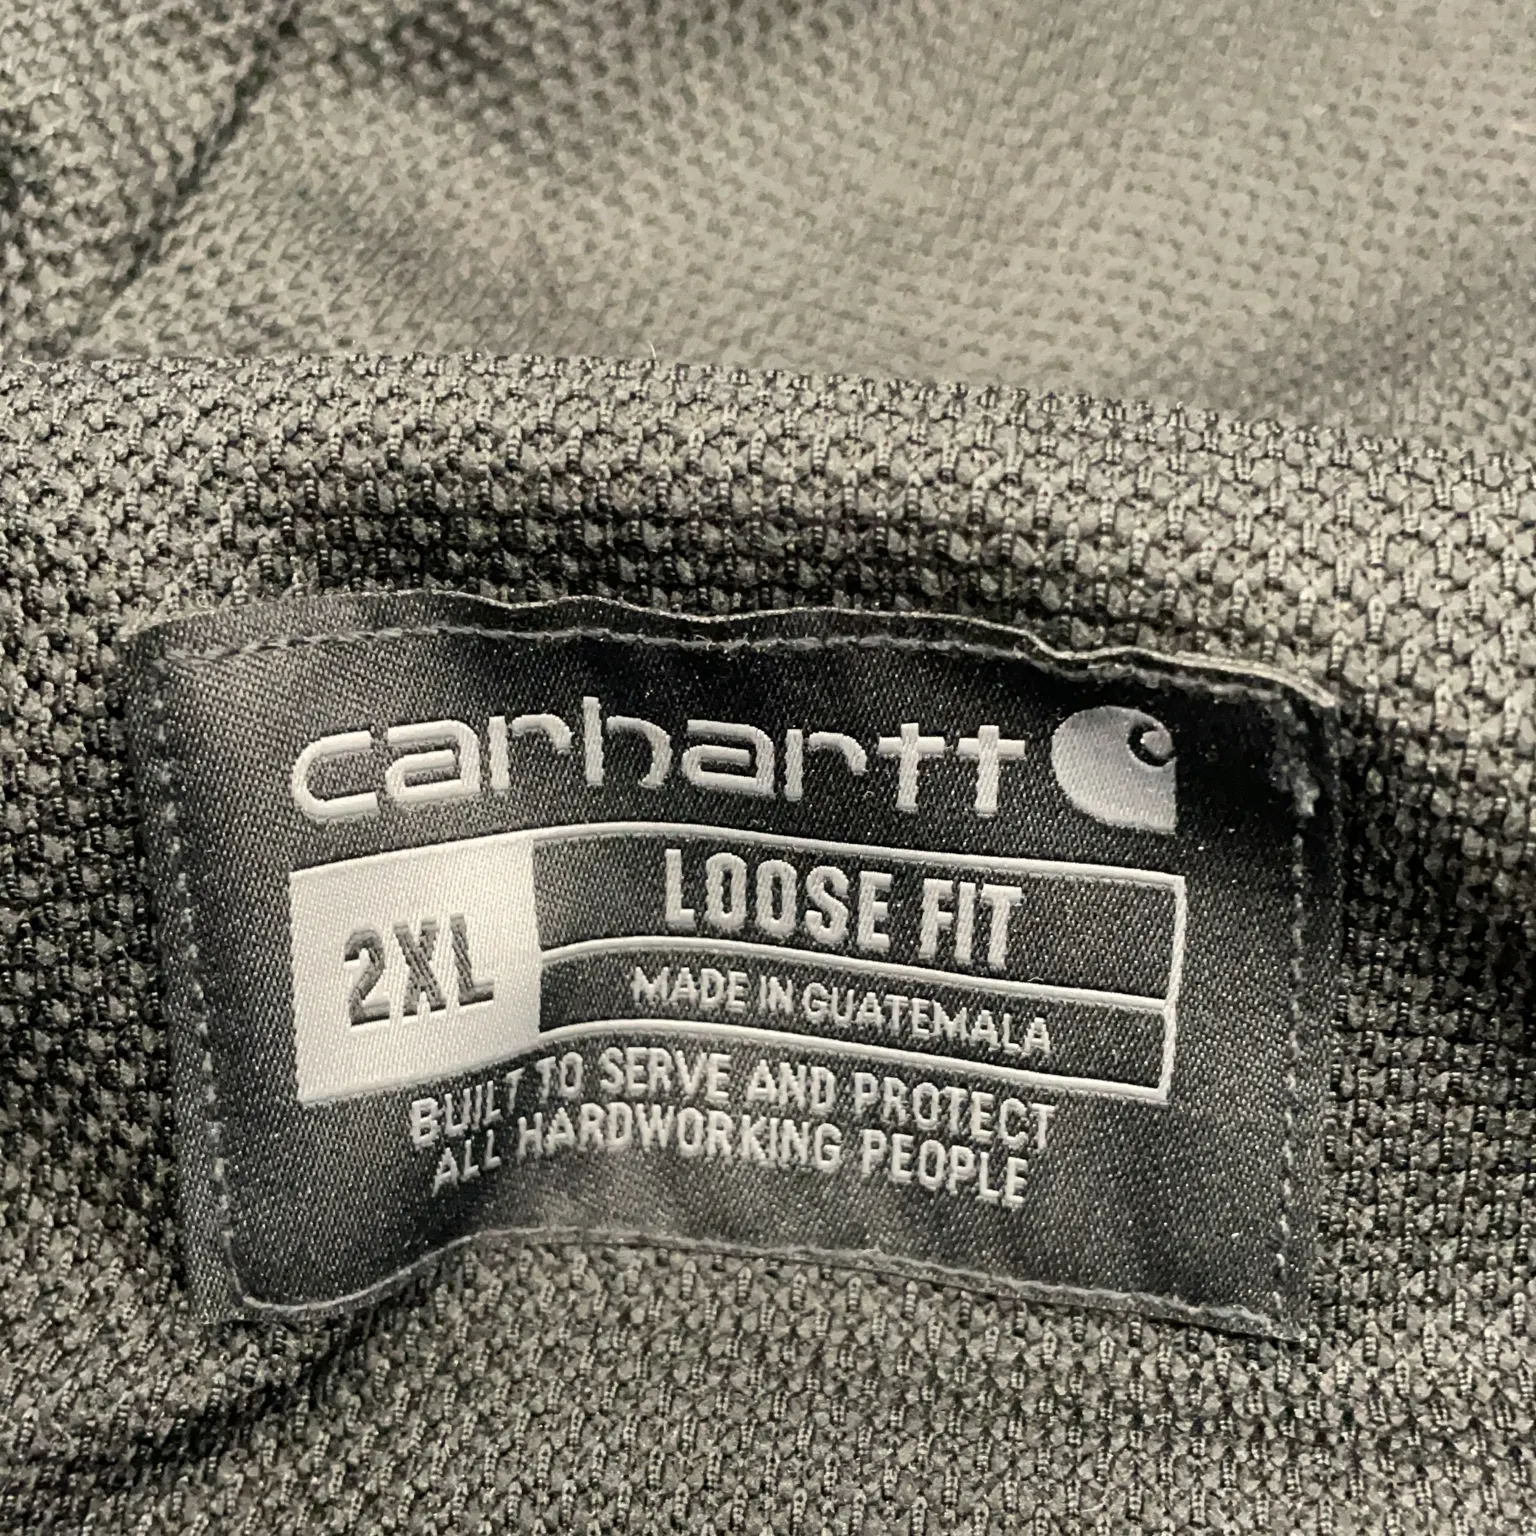 carhartt
2XL
LOOSE FIT
MADE IN GUATEMALA
BUILT TO SERVE AND PROTECT
ALL HARDWORKING PEOPLE